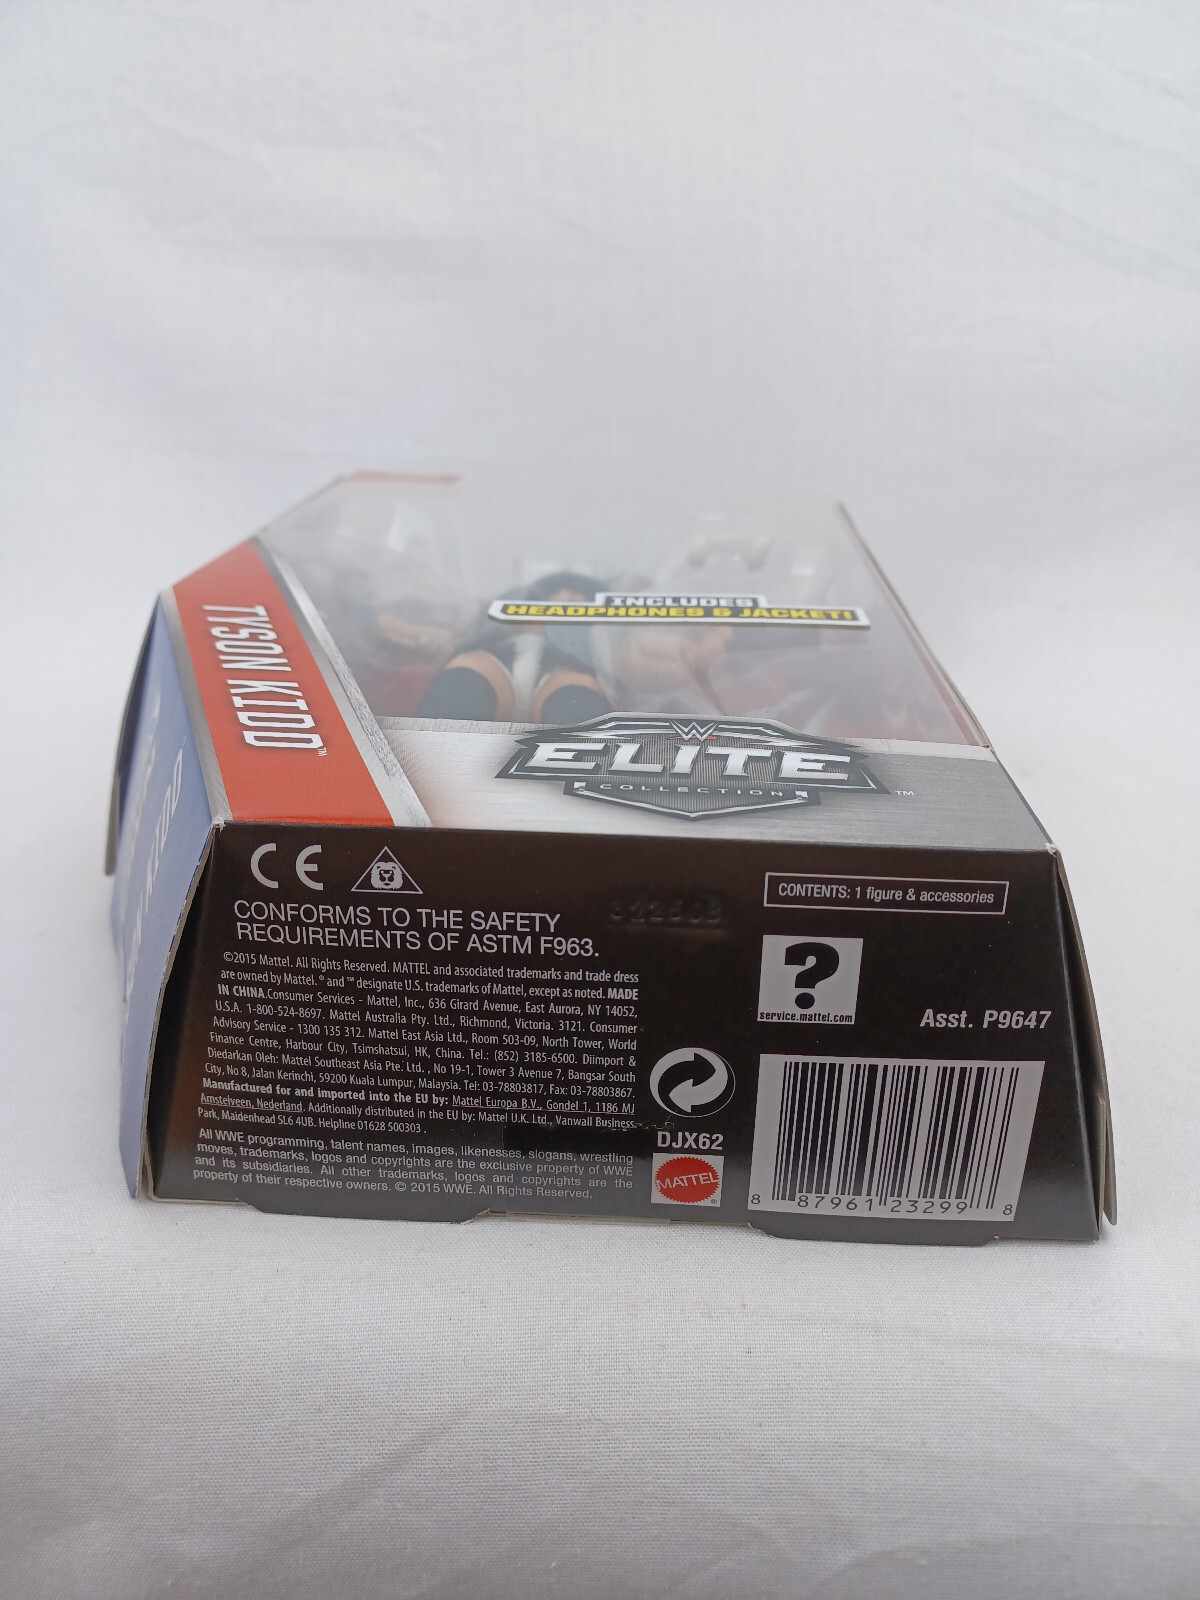 TYSON KIDD™
INCLUDES
HEADPHONES & JACKET!
W
ELITE
COLLECTION
™
KIDD
CE
CONFORMS TO THE SAFETY
REQUIREMENTS OF ASTM F963.
©2015 Mattel. All Rights Reserved. MATTEL and associated trademarks and trade dress
are owned by Mattel. ® and ™ designate U.S. trademarks of Mattel, except as noted. MADE
IN CHINA.Consumer Services - Mattel, Inc., 636 Girard Avenue, East Aurora, NY 14052,
U.S.A. 1-800-524-8697. Mattel Australia Pty. Ltd., Richmond, Victoria. 3121. Consumer
Advisory Service - 1300 135 312. Mattel East Asia Ltd., Room 503-09, North Tower, World
Finance Centre, Harbour City, Tsimshatsui, HK, China. Tel.: (852) 3185-6500. Diimport &
Diedarkan Oleh: Mattel Southeast Asia Pte. Ltd. , No 19-1, Tower 3 Avenue 7, Bangsar South
City, No 8, Jalan Kerinchi, 59200 Kuala Lumpur, Malaysia. Tel: 03-78803817, Fax: 03-78803867.
Manufactured for and imported into the EU by: Mattel Europa B.V., Gondel 1, 1186 MJ
Amstelveen, Nederland. Additionally distributed in the EU by: Mattel U.K. Ltd., Vanwall Business
Park, Maidenhead SL6 4UB. Helpline 01628 500303 .
All WWE programming, talent names, images, likenesses, slogans, wrestling
moves, trademarks, logos and copyrights are the exclusive property of WWE
and its subsidiaries. All other trademarks, logos and copyrights are the
property of their respective owners. © 2015 WWE. All Rights Reserved.
DJX62
MATTEL®
CONTENTS: 1 figure & accessories
?
service.mattel.com
Asst. P9647
8 87961 23299 8